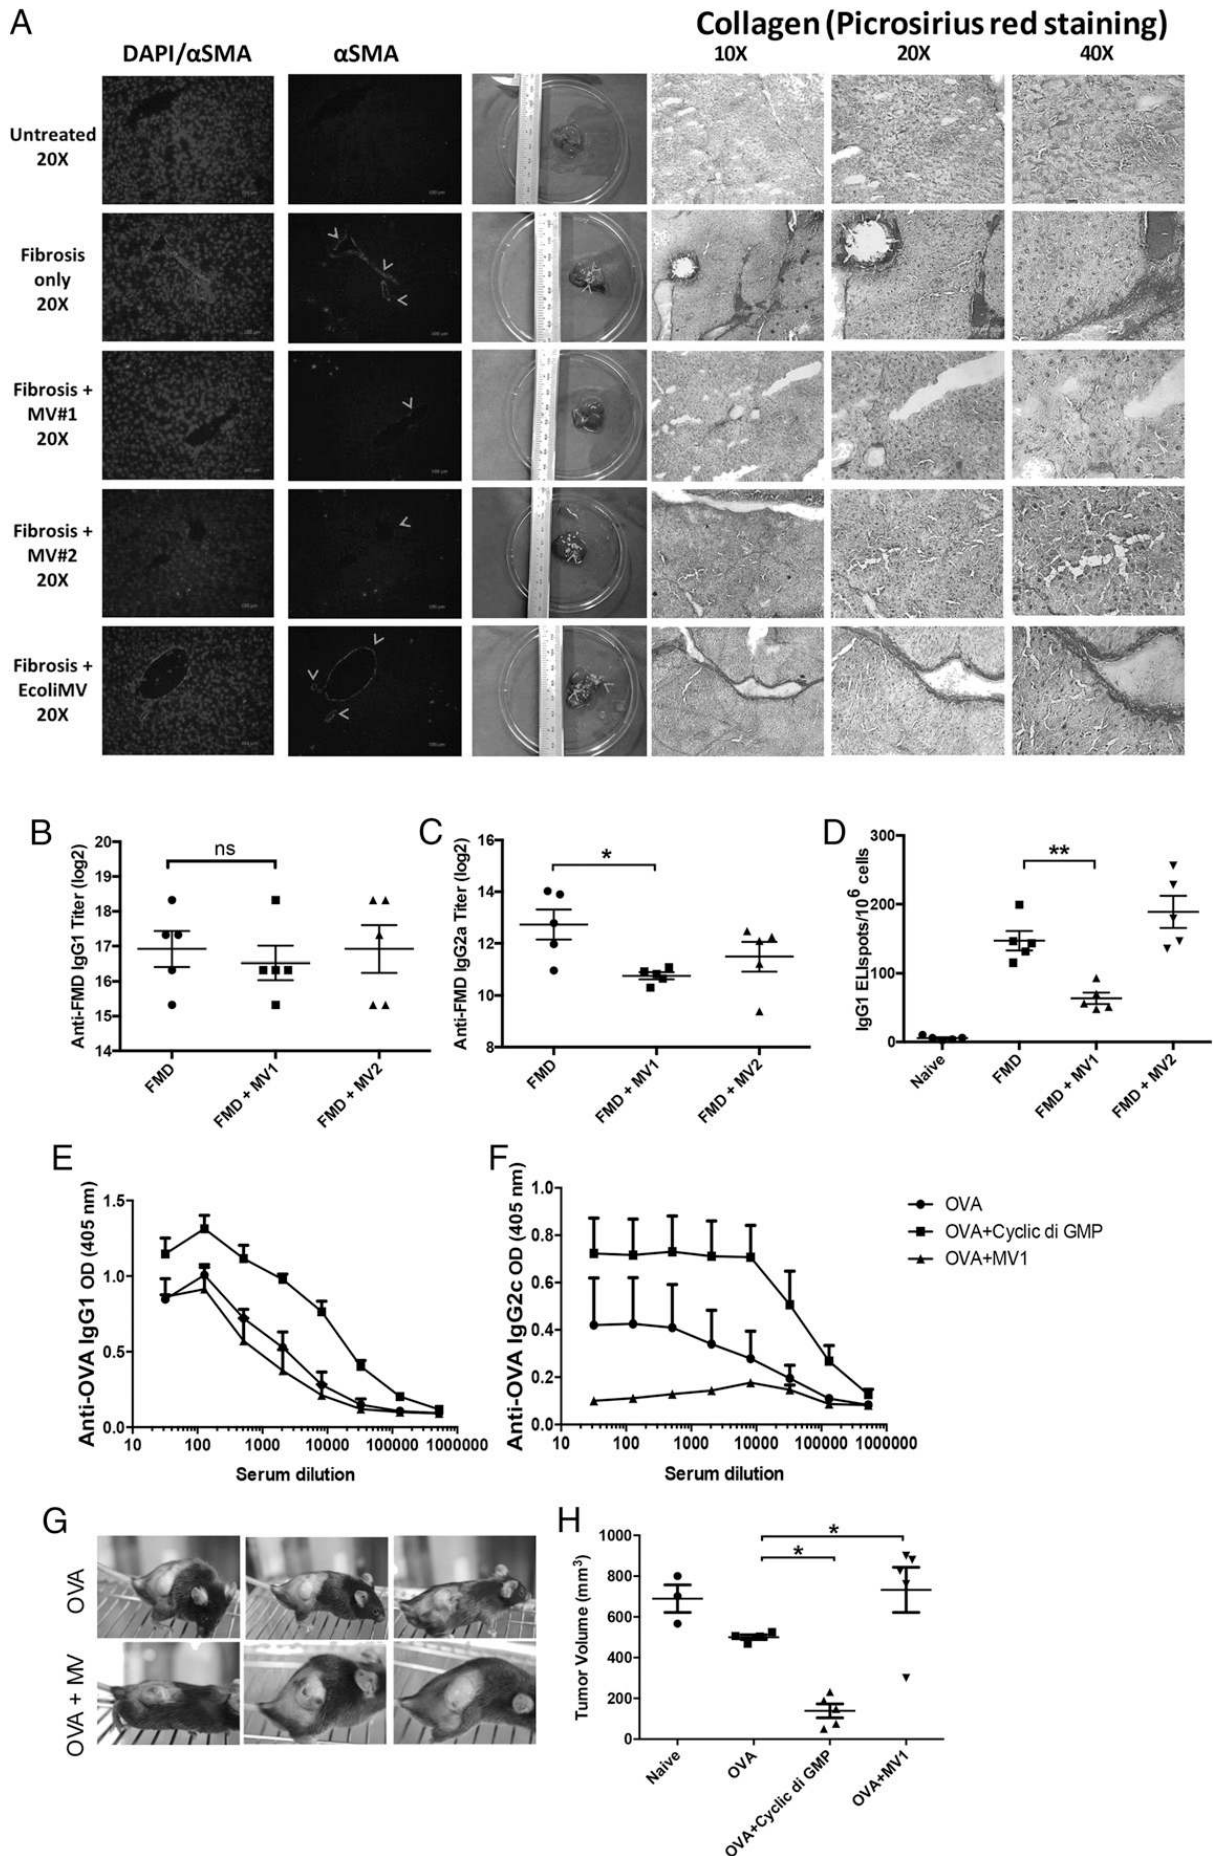 A
Collagen (Picrosirius red staining)
DAPI/αSMA
αSMA
10X
20X
40X
Untreated
20X
Fibrosis
only
20X
Fibrosis +
MV#1
20X
Fibrosis +
MV#2
20X
Fibrosis +
EcoliMV
20X
B
Anti-FMD IgG1 Titer (log2)
20
19
18
17
16
15
14
ns
FMD
FMD + MV1
FMD + MV2
C
Anti-FMD IgG2a Titer (log2)
16
14
12
10
8
*
FMD
FMD + MV1
FMD + MV2
D
IgG1 ELIspots/10⁶ cells
300
200
100
0
**
Naive
FMD
FMD + MV1
FMD + MV2
E
Anti-OVA IgG1 OD (405 nm)
1.5
1.0
0.5
0.0
10
100
1000
10000
100000
1000000
Serum dilution
F
Anti-OVA IgG2c OD (405 nm)
1.0
0.8
0.6
0.4
0.2
0.0
10
100
1000
10000
100000
1000000
Serum dilution
OVA
OVA+Cyclic di GMP
OVA+MV1
G
OVA
OVA + MV
H
Tumor Volume (mm³)
1000
800
600
400
200
0
*
*
Naive
OVA
OVA+Cyclic di GMP
OVA+MV1